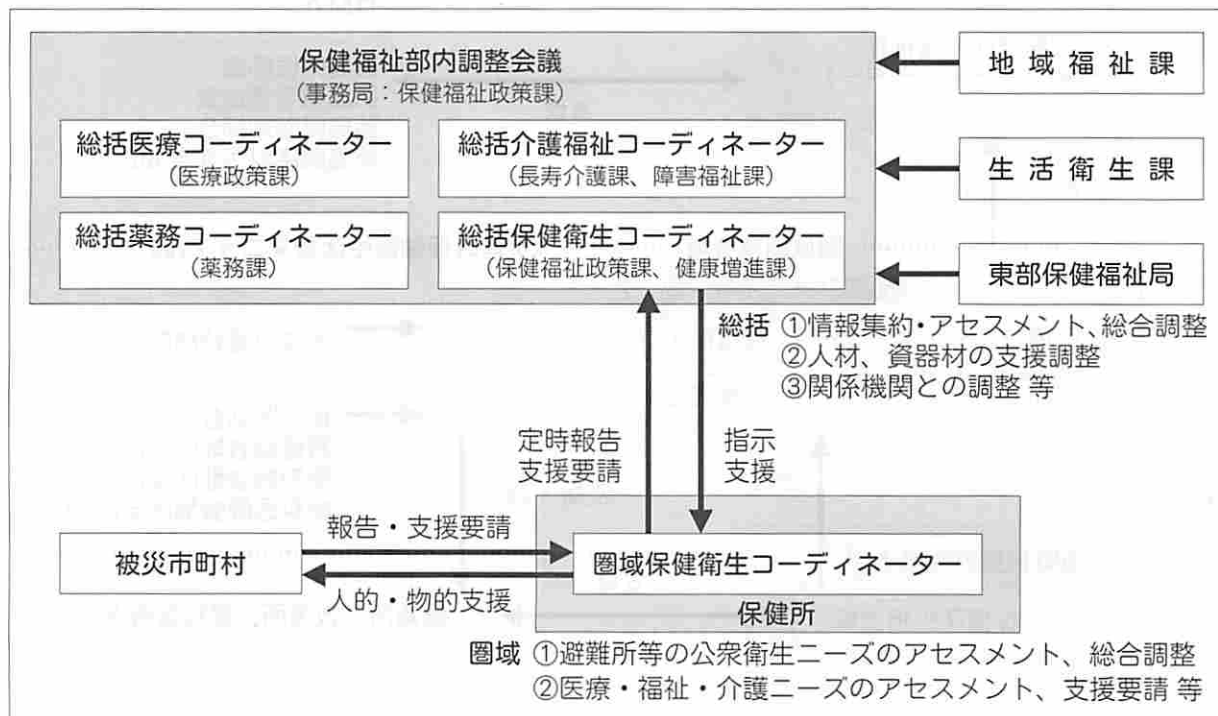 保健福祉部内調整会議
(事務局:保健福祉政策課)
地域福祉課
総括医療コーディネーター
(医療政策課)
総括介護福祉コーディネーター
(長寿介護課、障害福祉課)
生活衛生課
総括薬務コーディネーター
(薬務課)
総括保健衛生コーディネーター
(保健福祉政策課、健康増進課)
東部保健福祉局
総括 ①情報集約・アセスメント、総合調整
②人材、資器材の支援調整
③関係機関との調整 等
定時報告
支援要請
指示
支援
報告・支援要請
被災市町村
圏域保健衛生コーディネーター
人的・物的支援
保健所
圏域 ①避難所等の公衆衛生ニーズのアセスメント、総合調整
②医療・福祉・介護ニーズのアセスメント、支援要請 等